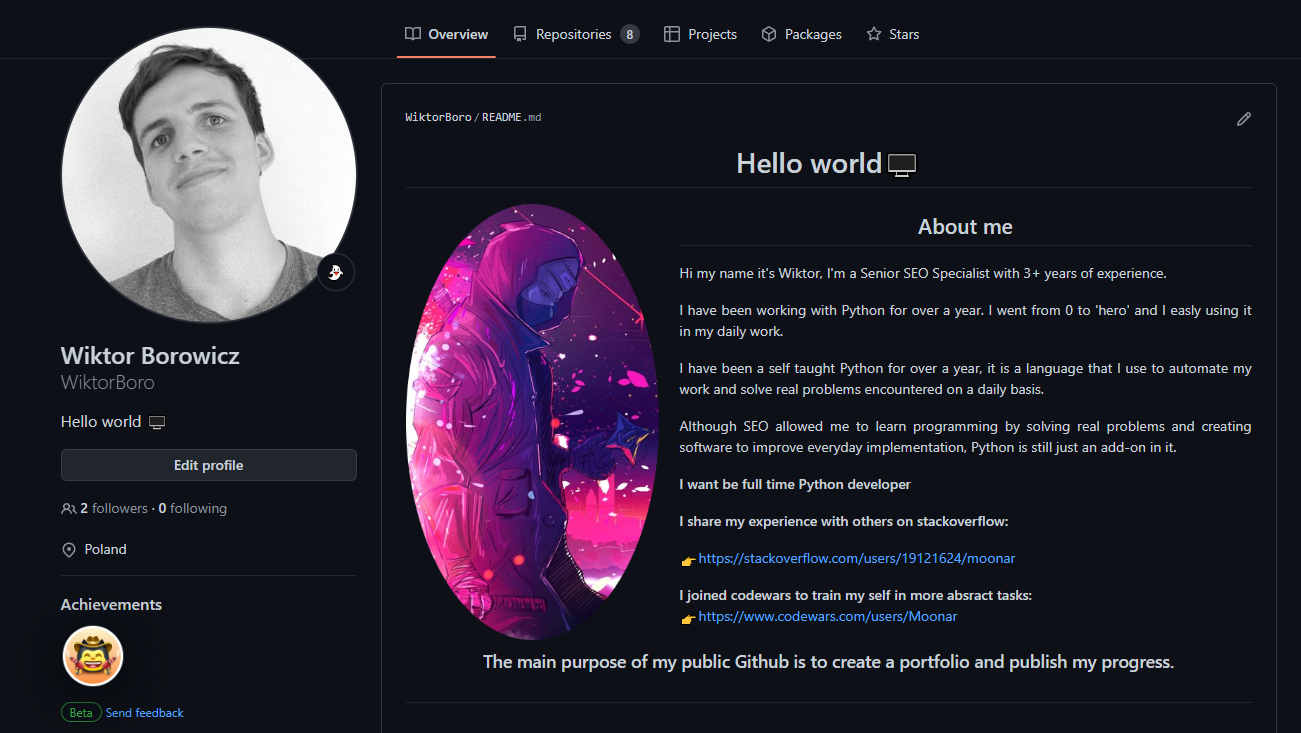 Overview Repositories 8 Projects Packages Stars
WiktorBoro / README.md
Hello world
About me
Hi my name it's Wiktor, I'm a Senior SEO Specialist with 3+ years of experience.
I have been working with Python for over a year. I went from 0 to 'hero' and I easly using it
in my daily work.
I have been a self taught Python for over a year, it is a language that I use to automate my
work and solve real problems encountered on a daily basis.
Although SEO allowed me to learn programming by solving real problems and creating
software to improve everyday implementation, Python is still just an add-on in it.
I want be full time Python developer
I share my experience with others on stackoverflow:
👉https://stackoverflow.com/users/19121624/moonar
I joined codewars to train my self in more absract tasks:
👉https://www.codewars.com/users/Moonar
The main purpose of my public Github is to create a portfolio and publish my progress.
Wiktor Borowicz
WiktorBoro
Hello world
Edit profile
2 followers · 0 following
Poland
Achievements
Beta Send feedback